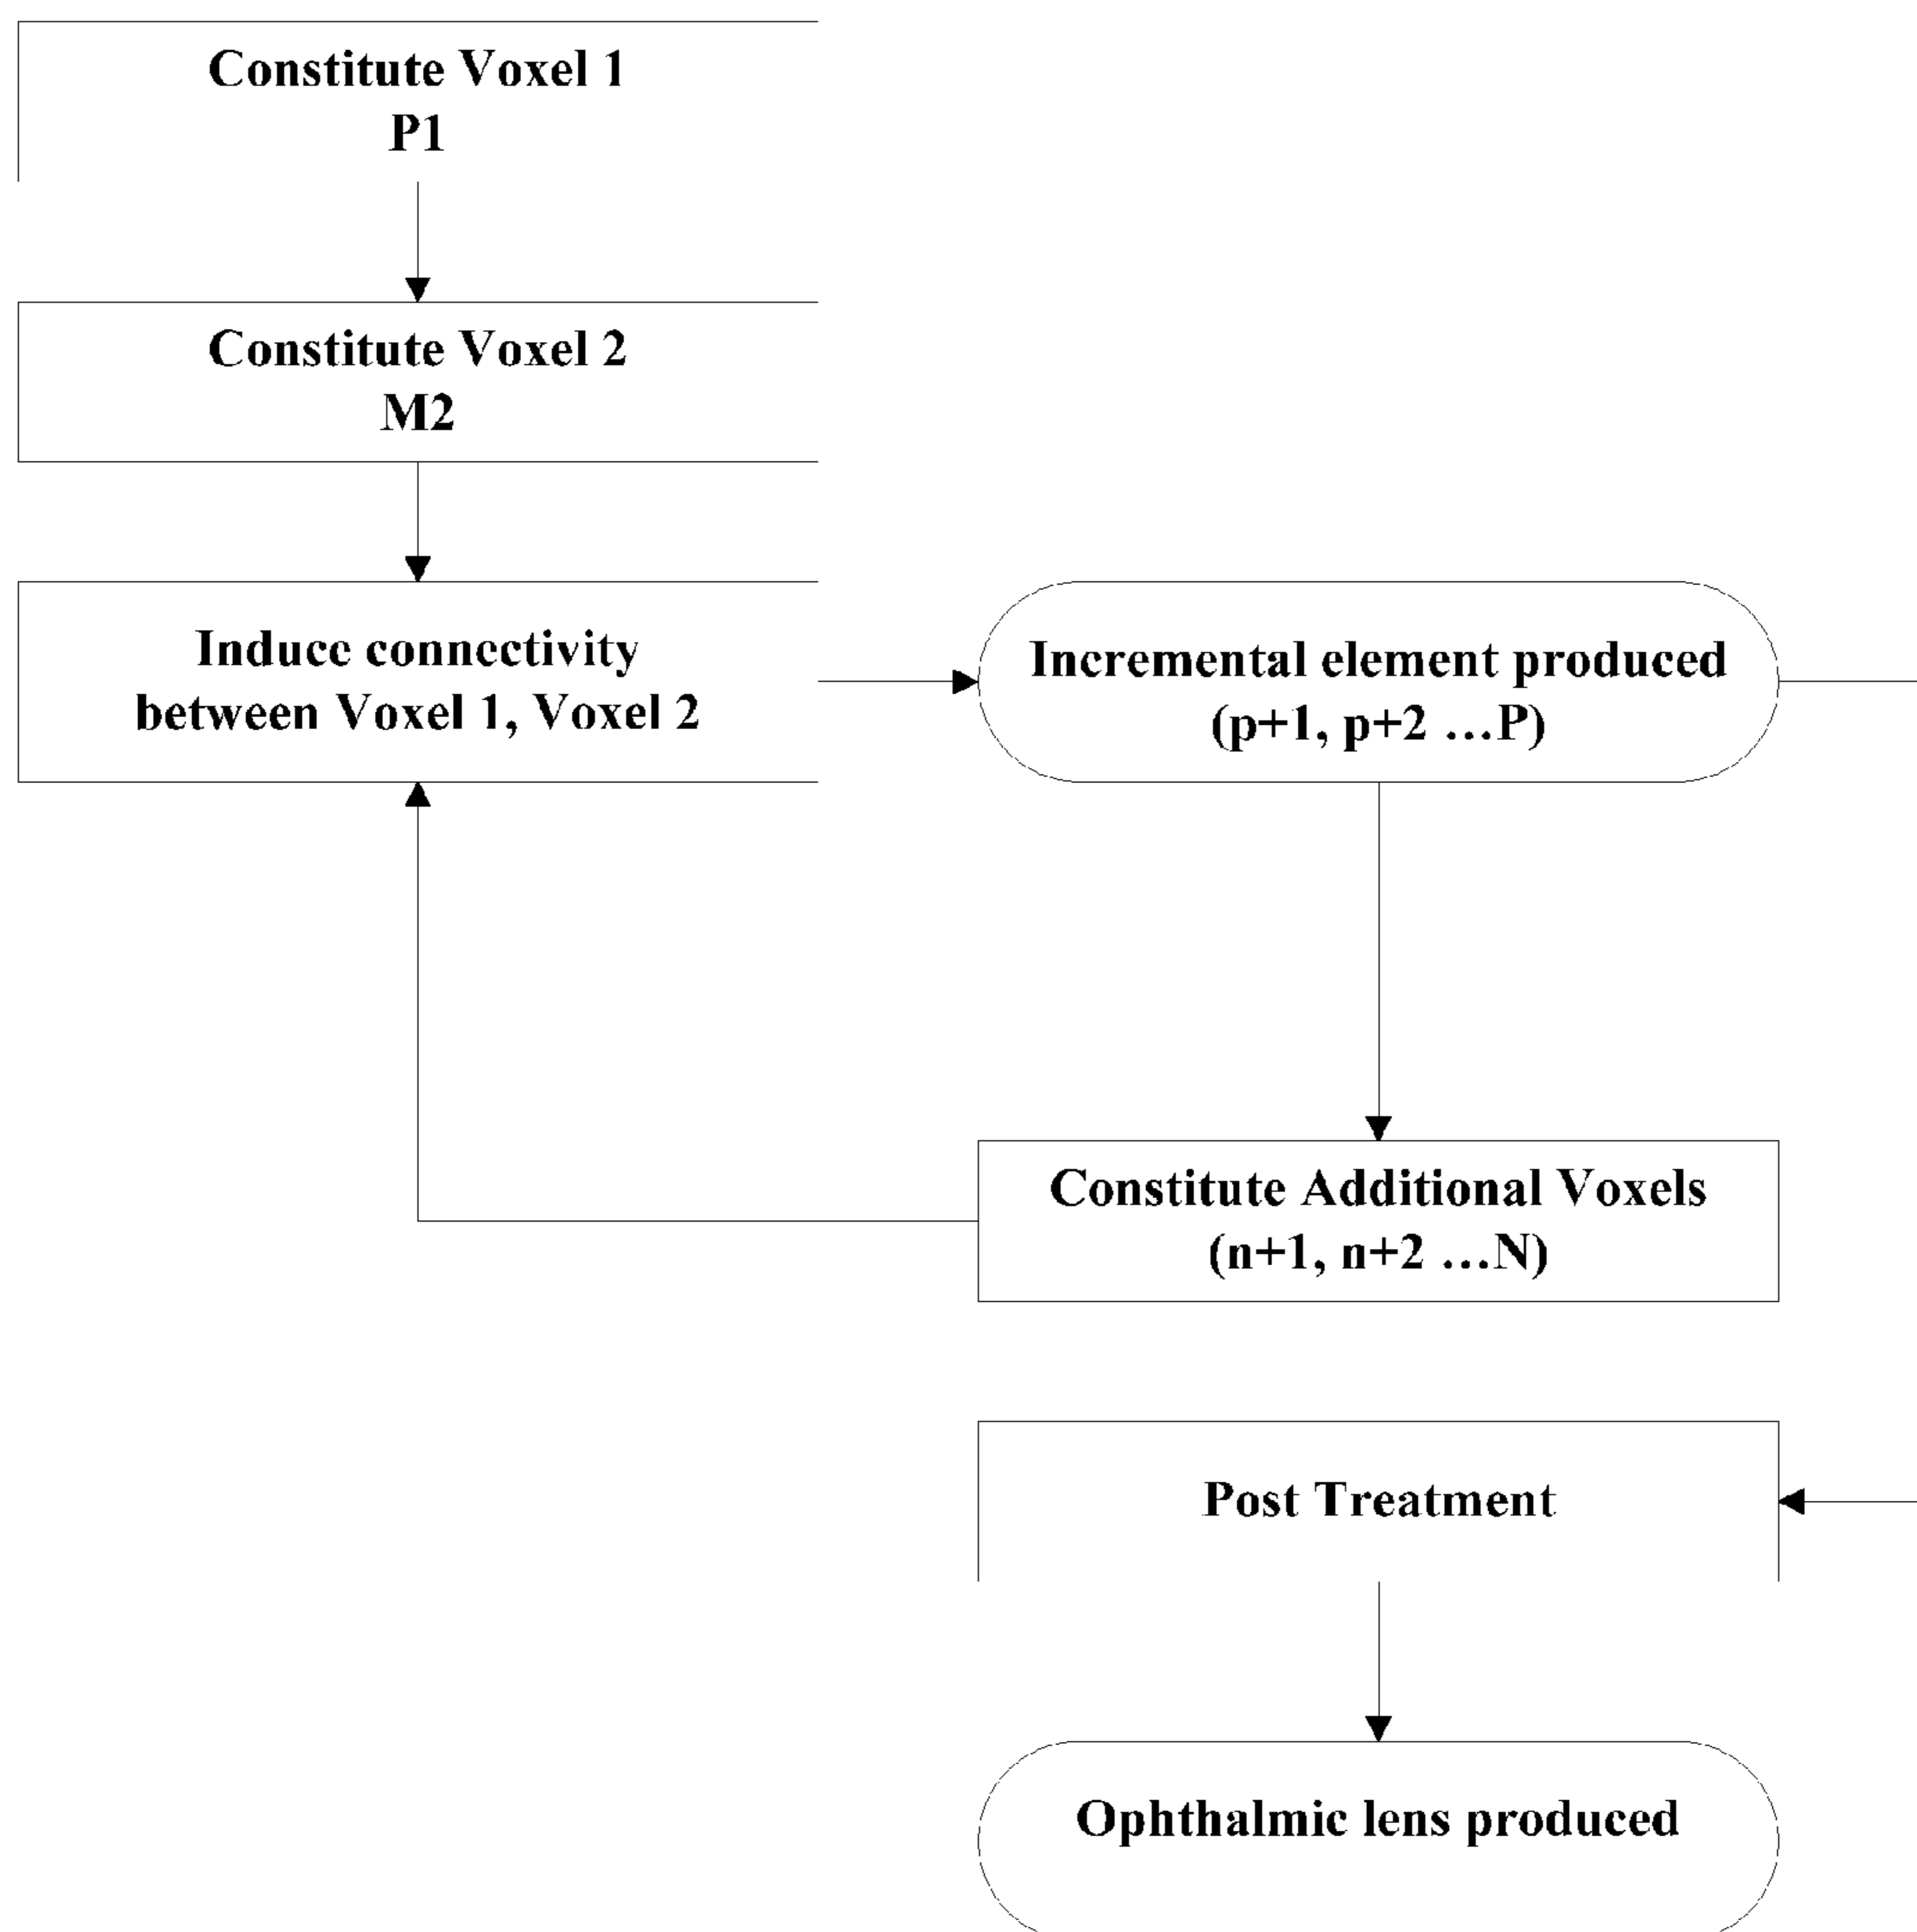 Constitute Voxel 1
P1
Constitute Voxel 2
M2
Induce connectivity
between Voxel 1, Voxel 2
Incremental element produced
(p+1, p+2 …P)
Constitute Additional Voxels
(n+1, n+2 …N)
Post Treatment
Ophthalmic lens produced